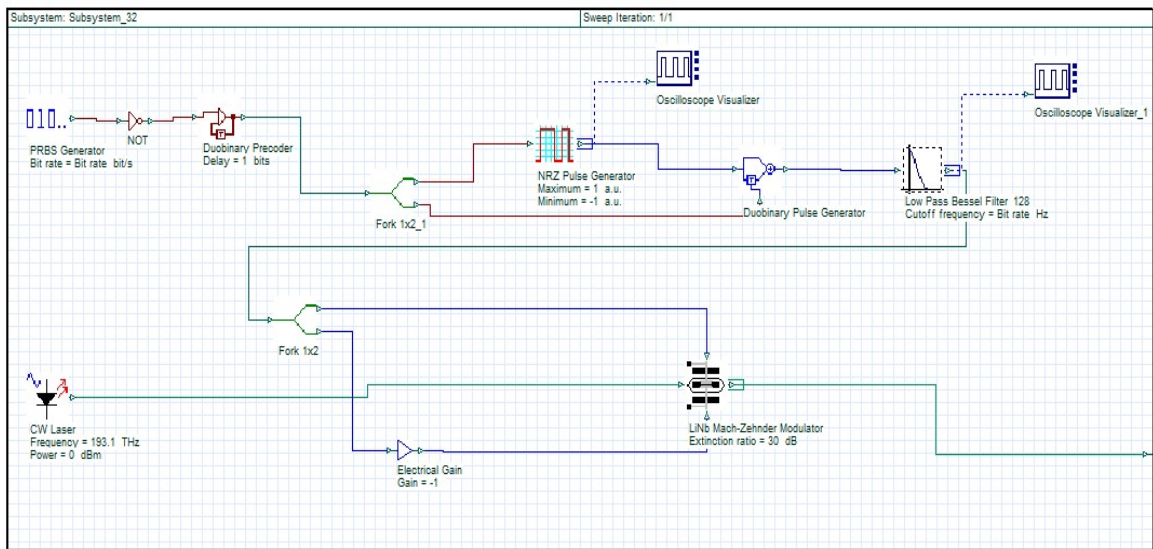 Subsystem: Subsystem_32
Sweep Iteration: 1/1
Oscilloscope Visualizer
Oscilloscope Visualizer_1
010..
PRBS Generator
Bit rate = Bit rate  bit/s
NOT
T
Duobinary Precoder
Delay = 1  bits
Fork 1x2_1
NRZ Pulse Generator
Maximum = 1  a.u.
Minimum = -1  a.u.
T
Duobinary Pulse Generator
Low Pass Bessel Filter 128
Cutoff frequency = Bit rate  Hz
Fork 1x2
CW Laser
Frequency = 193.1  THz
Power = 0  dBm
LiNb Mach-Zehnder Modulator
Extinction ratio = 30  dB
Electrical Gain
Gain = -1